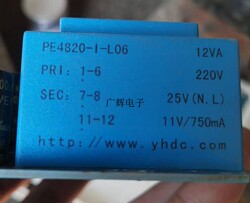 PE4820-I-L06 12VA
PRI: 1-6 220V
SEC: 7-8 25V(N.L)
广辉电子
11-12 11V/750mA
http://www.yhdc.com